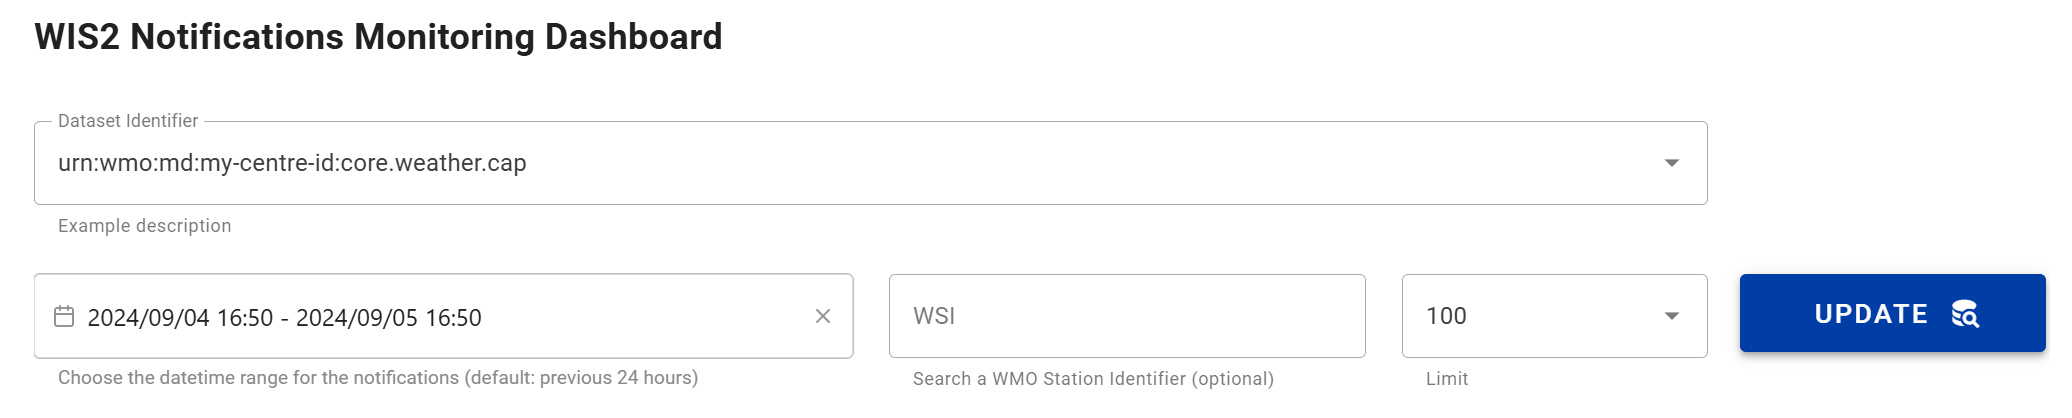 WIS2 Notifications Monitoring Dashboard
Dataset Identifier
urn:wmo:md:my-centre-id:core.weather.cap
Example description
2024/09/04 16:50 - 2024/09/05 16:50
WSI
100
UPDATE
Choose the datetime range for the notifications (default: previous 24 hours)
Search a WMO Station Identifier (optional)
Limit